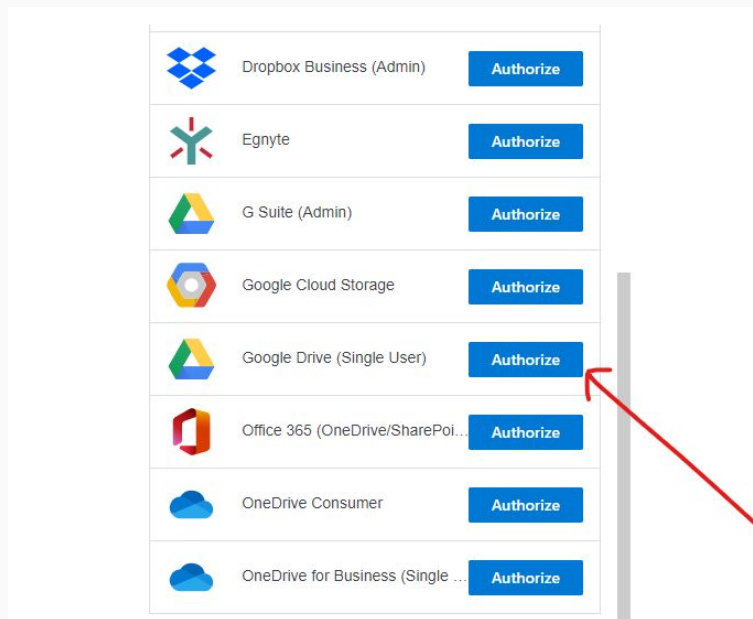 Dropbox Business (Admin) Authorize
Egnyte Authorize
G Suite (Admin) Authorize
Google Cloud Storage Authorize
Google Drive (Single User) Authorize
Office 365 (OneDrive/SharePoi... Authorize
OneDrive Consumer Authorize
OneDrive for Business (Single ... Authorize